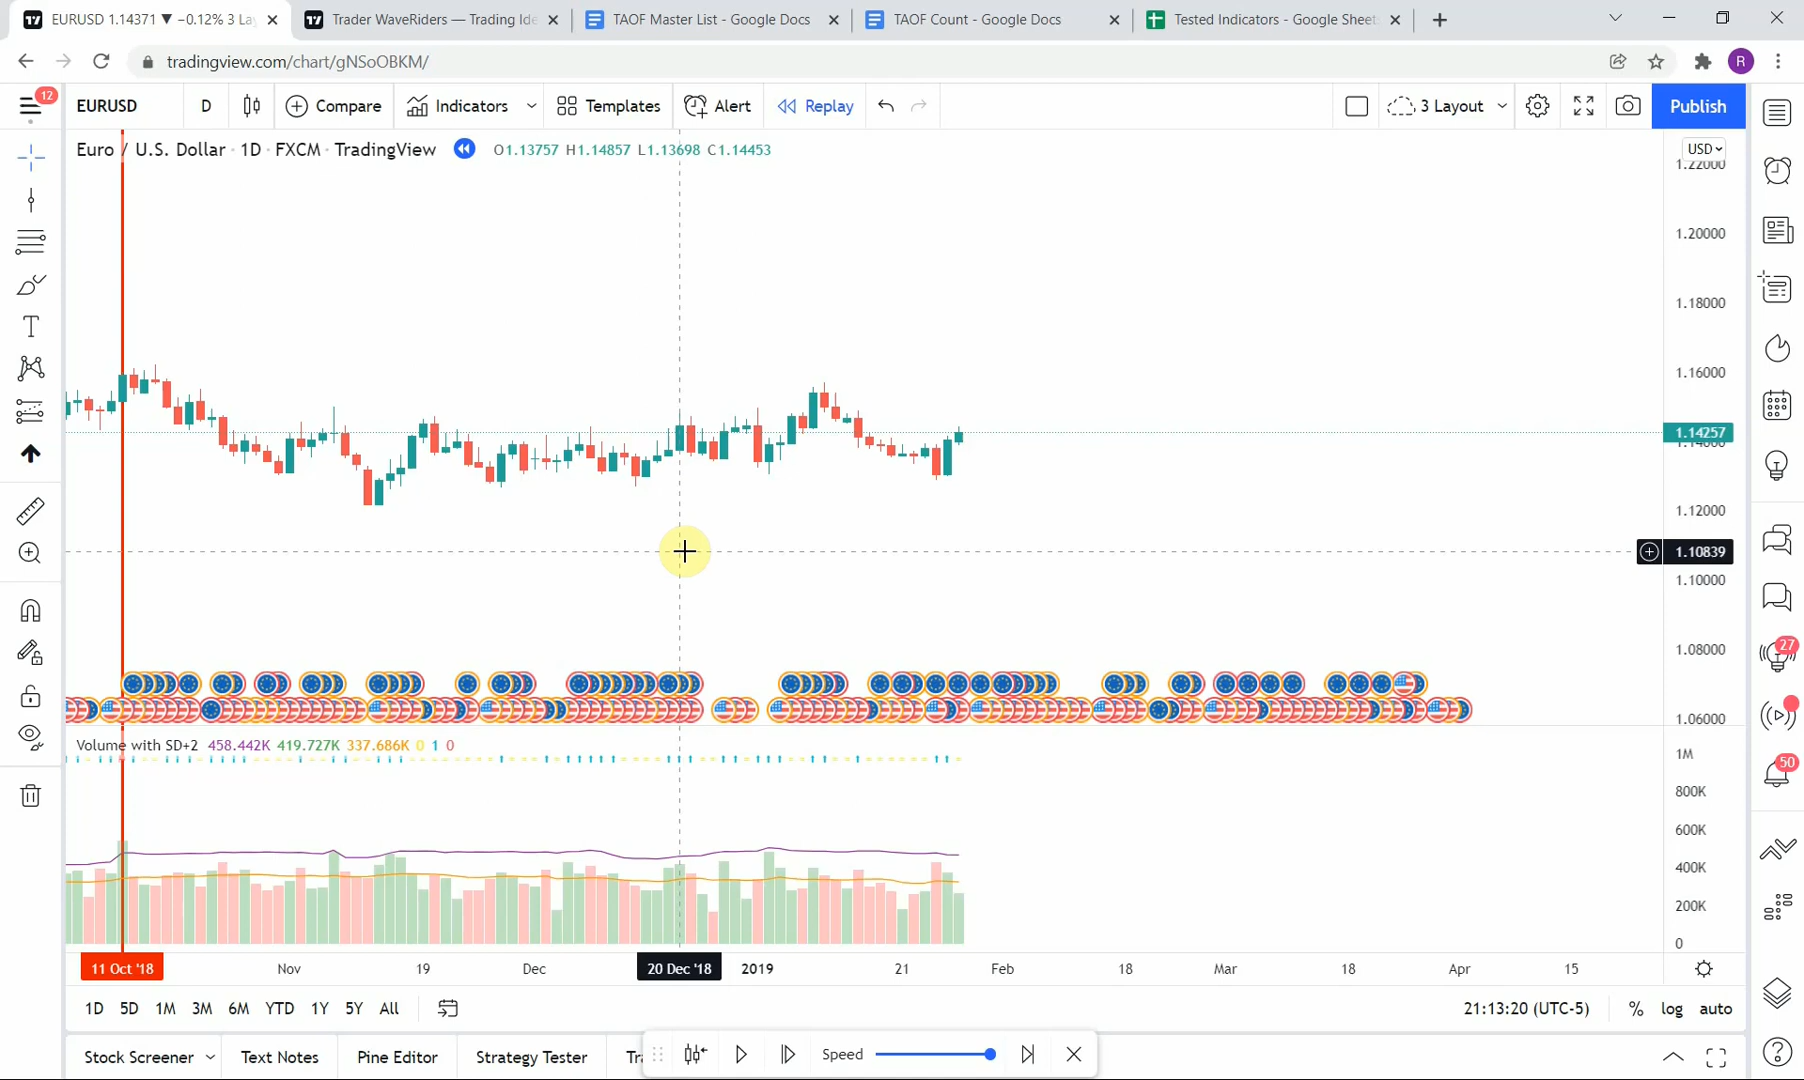 EURUSD 1.14371 ▼ −0.12% 3 La
Trader WaveRiders — Trading Ide
TAOF Master List - Google Docs
TAOF Count - Google Docs
Tested Indicators - Google Sheets
tradingview.com/chart/gNSoOBKM/
R
12
EURUSD
D
Compare
Indicators
Templates
Alert
Replay
3 Layout
Publish
Euro / U.S. Dollar · 1D · FXCM · TradingView
O1.13757 H1.14857 L1.13698 C1.14453
USD
1.22000
1.20000
1.18000
1.16000
1.14257
1.14000
1.12000
1.10839
1.10000
1.08000
1.06000
27
50
Volume with SD+2 458.442K 419.727K 337.686K 0 1 0
1M
800K
600K
400K
200K
0
11 Oct '18
Nov
19
Dec
20 Dec '18
2019
21
Feb
18
Mar
18
Apr
15
1D 5D 1M 3M 6M YTD 1Y 5Y All
21:13:20 (UTC-5)
% log auto
Stock Screener
Text Notes
Pine Editor
Strategy Tester
Speed